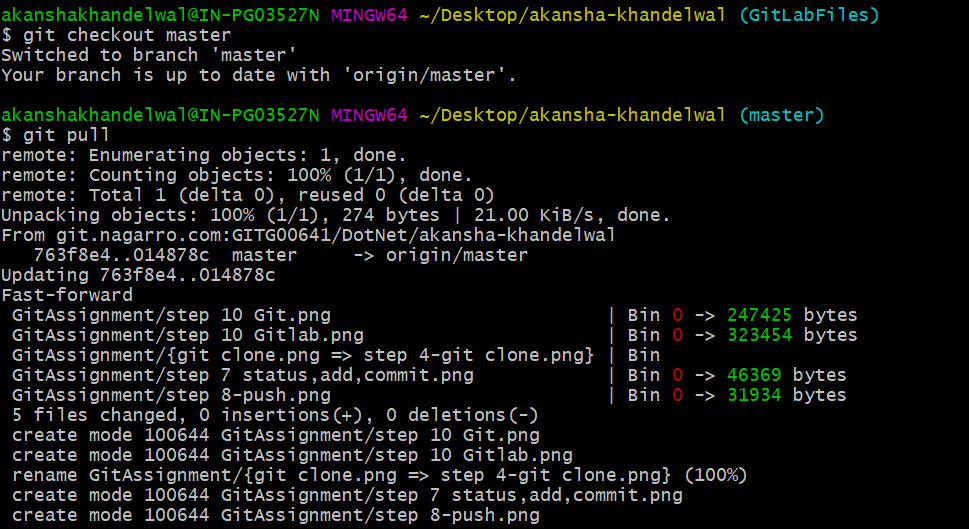 akanshakhandelwal@IN-PG03527N MINGW64 ~/Desktop/akansha-khandelwal (GitLabFiles)
$ git checkout master
Switched to branch 'master'
Your branch is up to date with 'origin/master'.
akanshakhandelwal@IN-PG03527N MINGW64 ~/Desktop/akansha-khandelwal (master)
$ git pull
remote: Enumerating objects: 1, done.
remote: Counting objects: 100% (1/1), done.
remote: Total 1 (delta 0), reused 0 (delta 0)
Unpacking objects: 100% (1/1), 274 bytes | 21.00 KiB/s, done.
From git.nagarro.com:GITG00641/DotNet/akansha-khandelwal
   763f8e4..014878c  master     -> origin/master
Updating 763f8e4..014878c
Fast-forward
 GitAssignment/step 10 Git.png                         | Bin 0 -> 247425 bytes
 GitAssignment/step 10 Gitlab.png                      | Bin 0 -> 323454 bytes
 GitAssignment/{git clone.png => step 4-git clone.png} | Bin
 GitAssignment/step 7 status,add,commit.png            | Bin 0 -> 46369 bytes
 GitAssignment/step 8-push.png                         | Bin 0 -> 31934 bytes
 5 files changed, 0 insertions(+), 0 deletions(-)
 create mode 100644 GitAssignment/step 10 Git.png
 create mode 100644 GitAssignment/step 10 Gitlab.png
 rename GitAssignment/{git clone.png => step 4-git clone.png} (100%)
 create mode 100644 GitAssignment/step 7 status,add,commit.png
 create mode 100644 GitAssignment/step 8-push.png